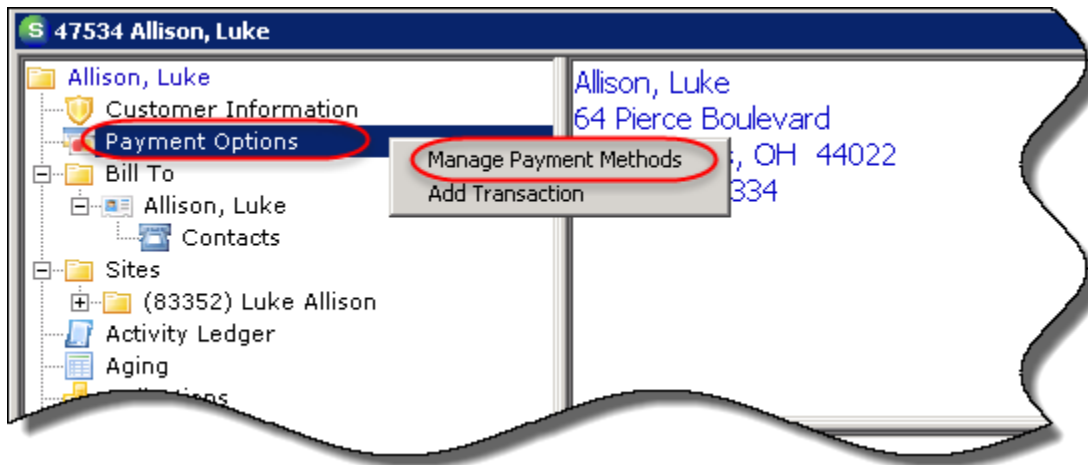 S 47534 Allison, Luke
Allison, Luke
Customer Information
Payment Options
Bill To
Allison, Luke
Contacts
Sites
(83352) Luke Allison
Activity Ledger
Aging
Manage Payment Methods
Add Transaction
Allison, Luke
64 Pierce Boulevard
, OH 44022
334